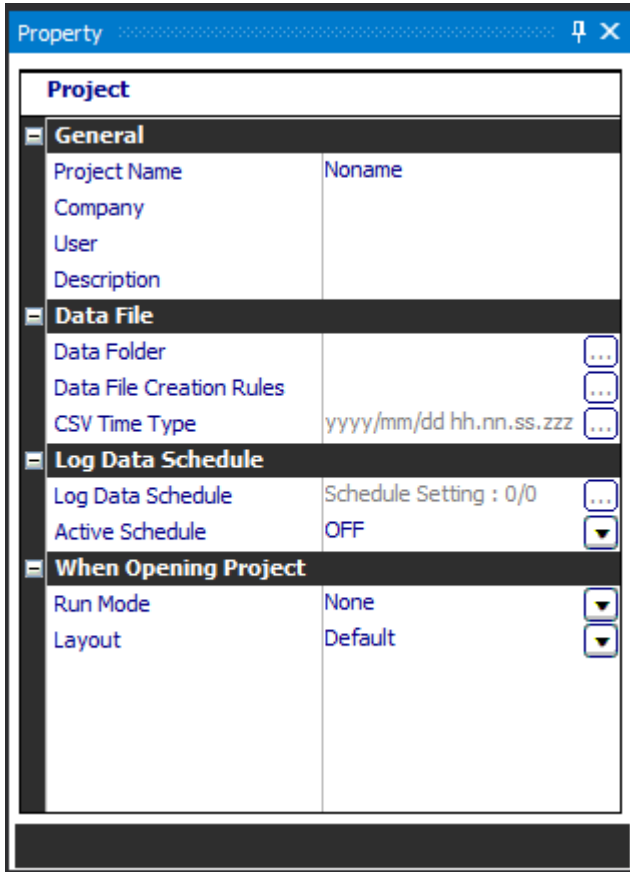 Property
Project
General
Project Name Noname
Company
User
Description
Data File
Data Folder ...
Data File Creation Rules ...
CSV Time Type yyyy/mm/dd hh.nn.ss.zzz ...
Log Data Schedule
Log Data Schedule Schedule Setting : 0/0 ...
Active Schedule OFF
When Opening Project
Run Mode None
Layout Default